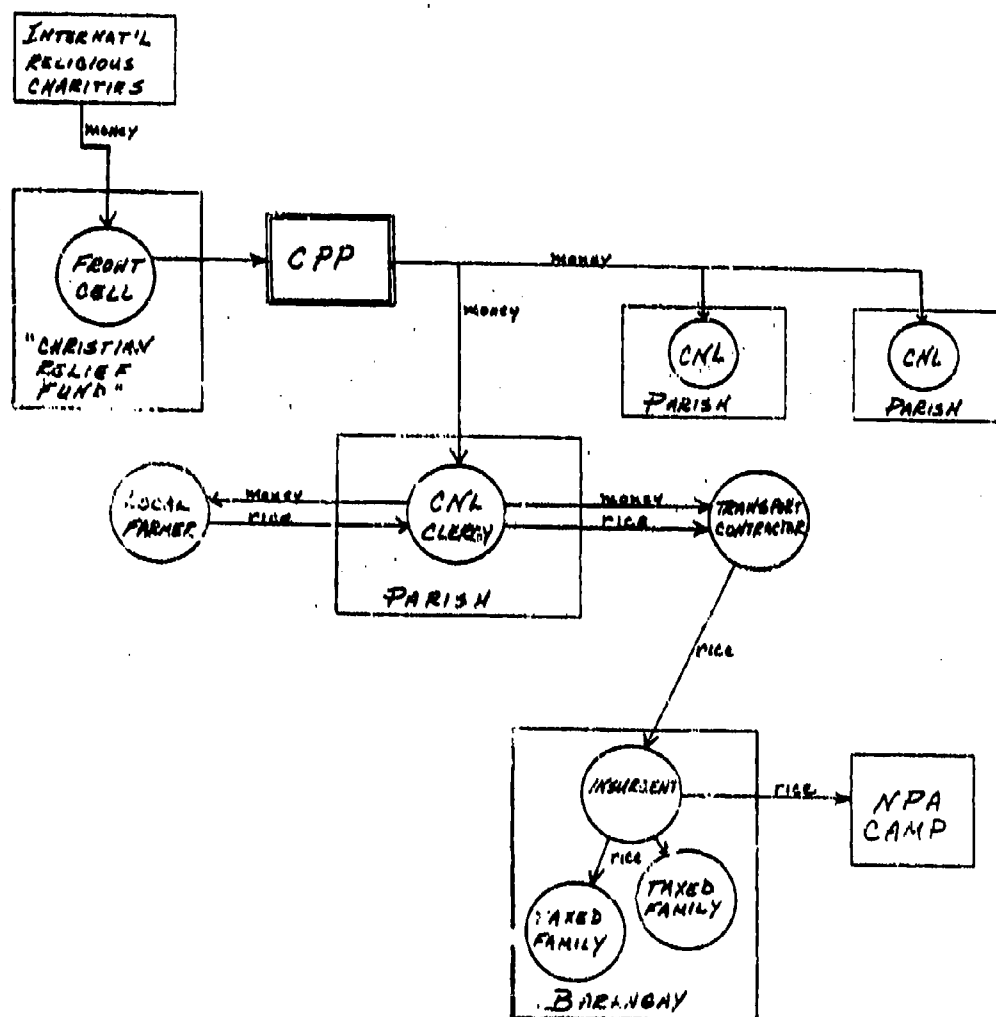 INTERNAT'L
RELIGIOUS
CHARITIES
money
FRONT
CELL
"CHRISTIAN
RELIEF
FUND"
CPP
money
money
CNL
PARISH
CNL
PARISH
LOCAL
FARMER
money
rice
CNL
CLERGY
PARISH
money
rice
TRANSPORT
CONTRACTOR
rice
INSURGENT
rice
NPA
CAMP
rice
TAXED
FAMILY
TAXED
FAMILY
BARANGAY